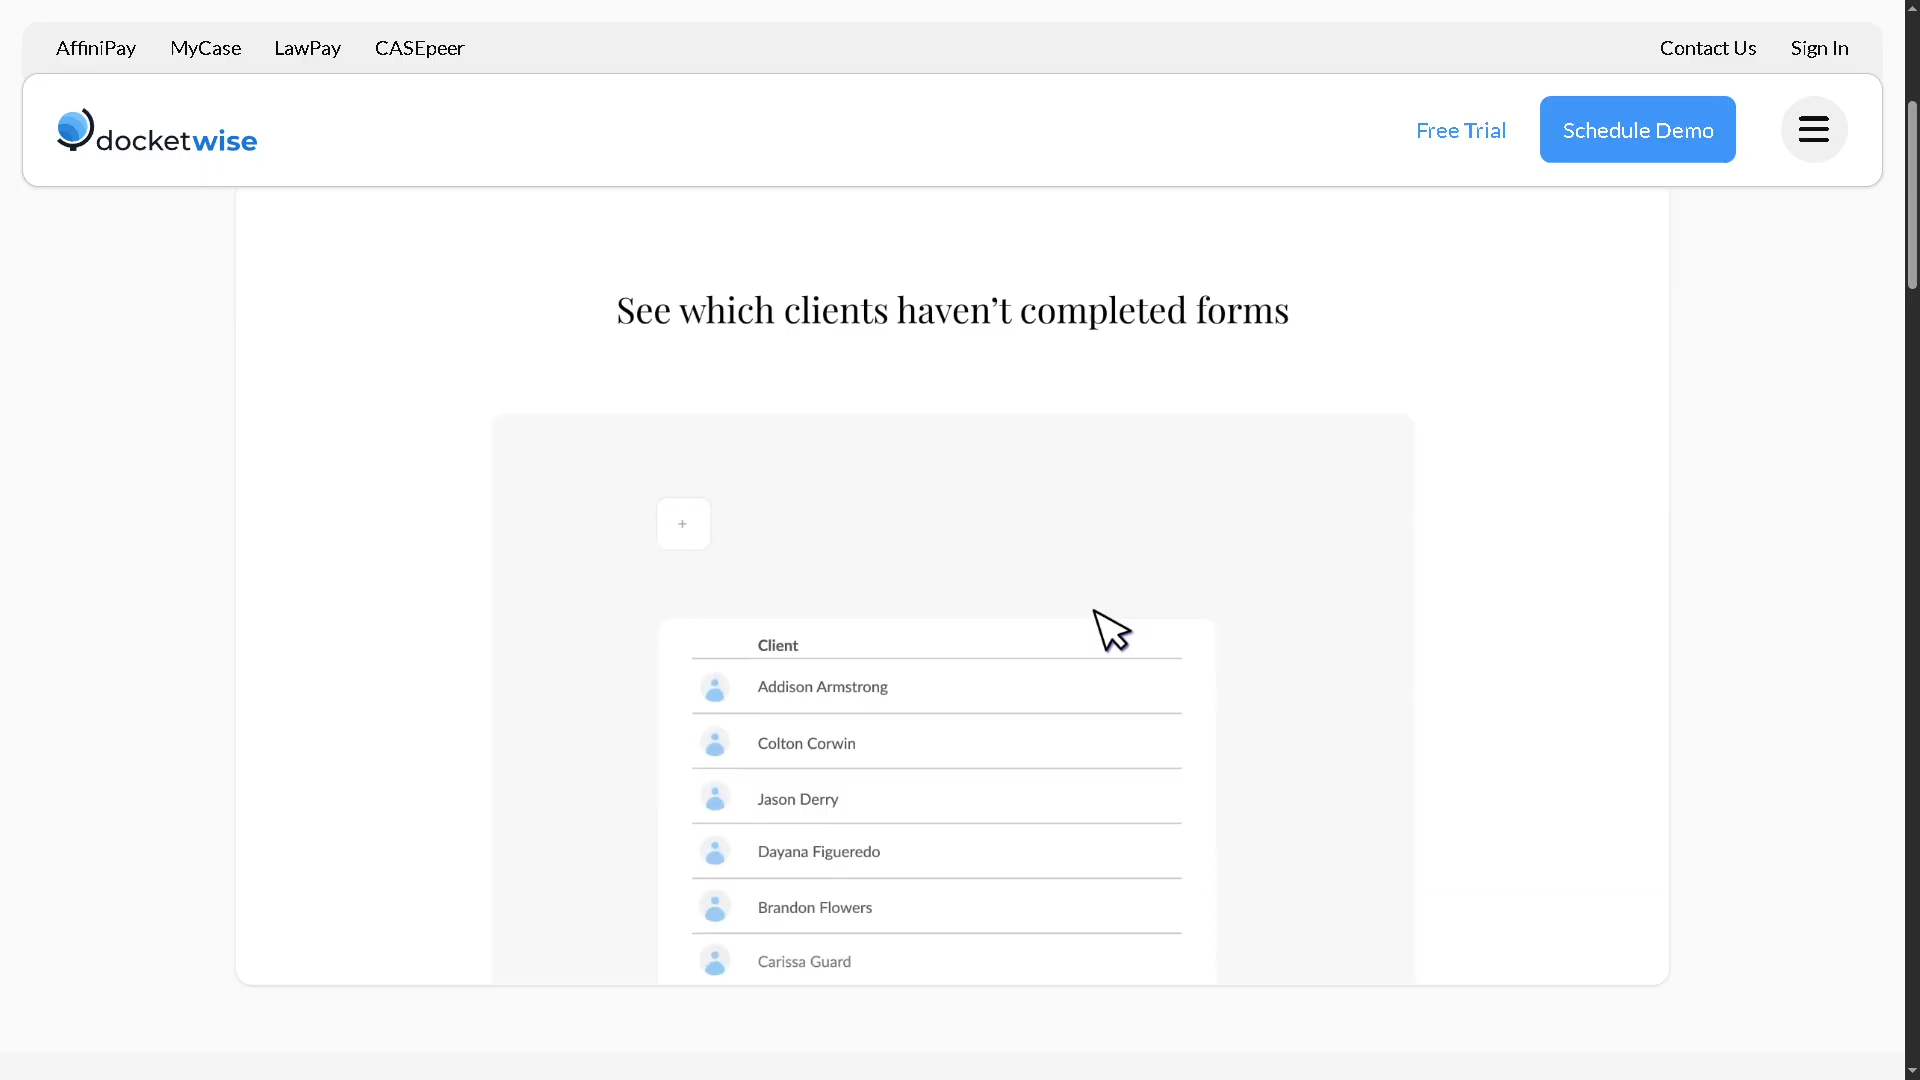 AffiniPay MyCase LawPay CASEpeer Contact Us Sign In
docketwise Free Trial Schedule Demo
See which clients haven’t completed forms
+
Client
Addison Armstrong
Colton Corwin
Jason Derry
Dayana Figueredo
Brandon Flowers
Carissa Guard